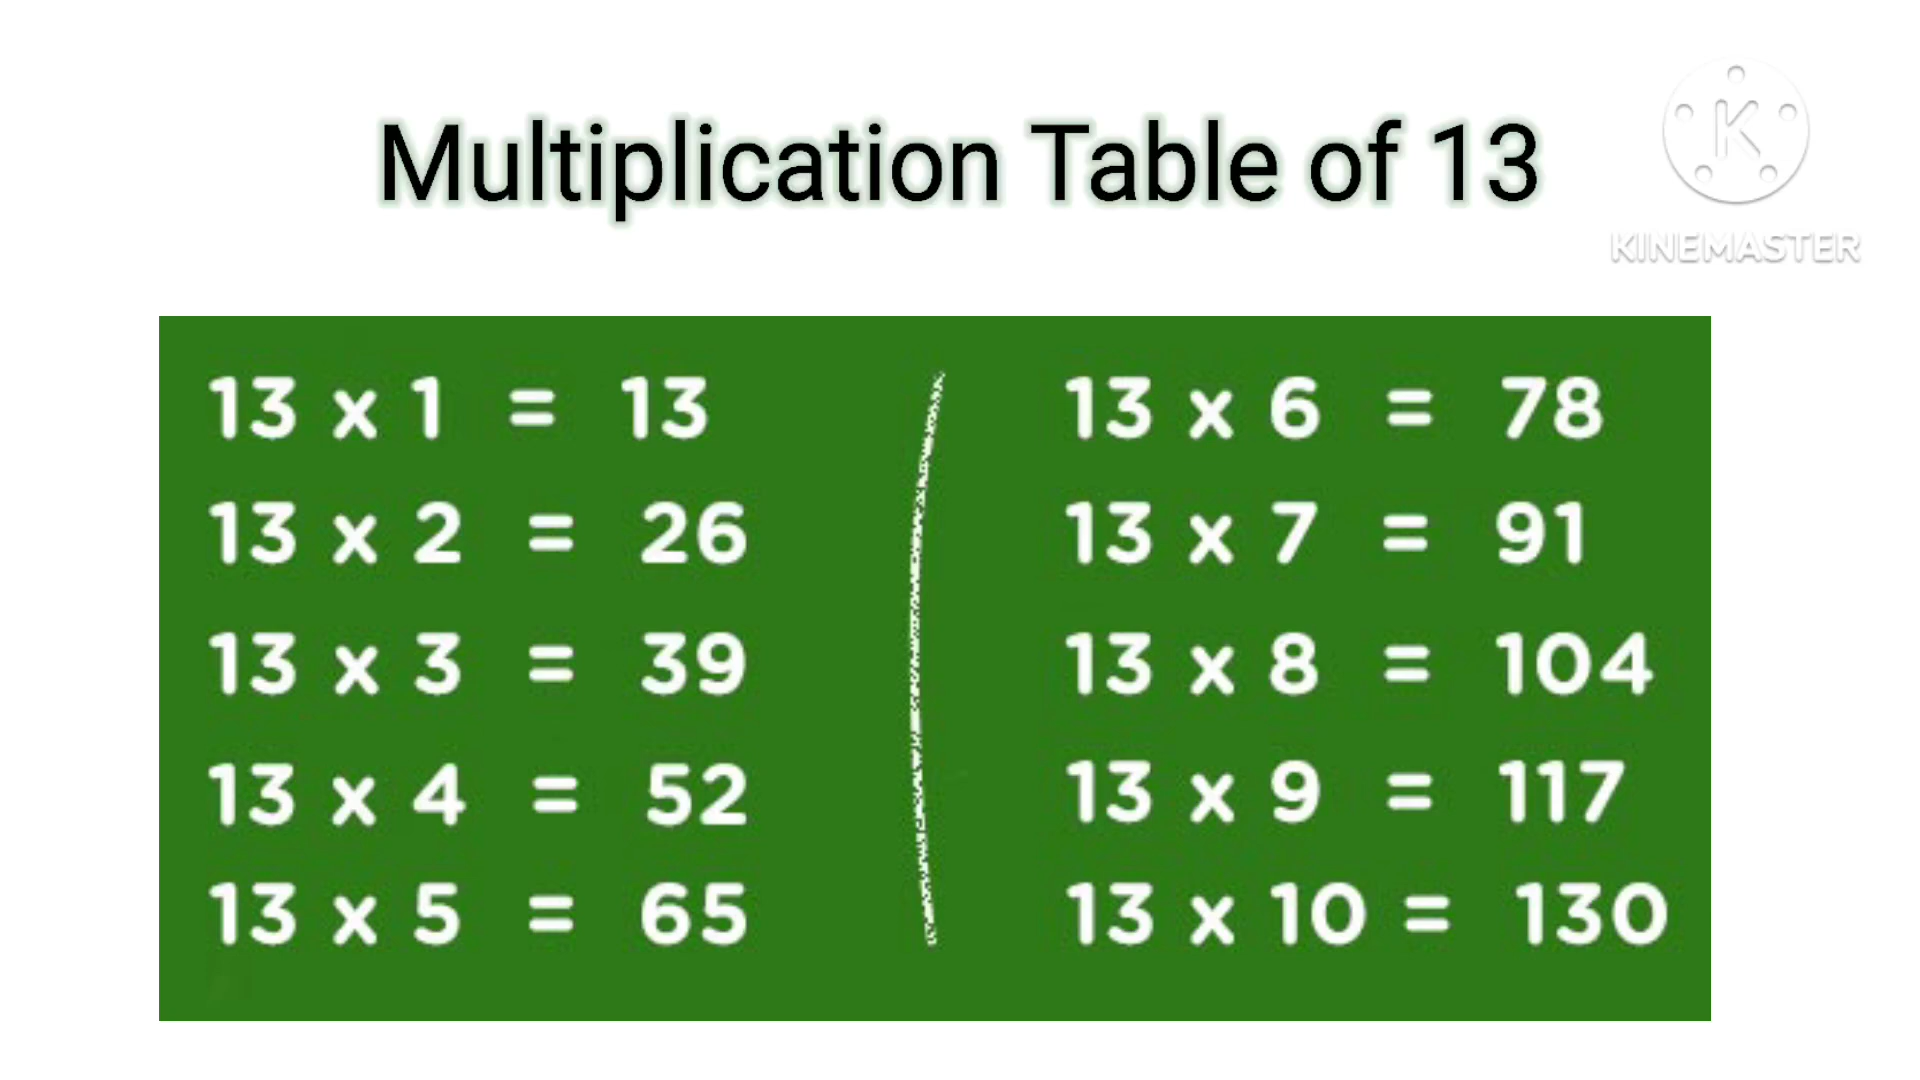 Multiplication Table of 13
K
KINEMASTER
13 x 1 = 13
13 x 2 = 26
13 x 3 = 39
13 x 4 = 52
13 x 5 = 65
13 x 6 = 78
13 x 7 = 91
13 x 8 = 104
13 x 9 = 117
13 x 10 = 130